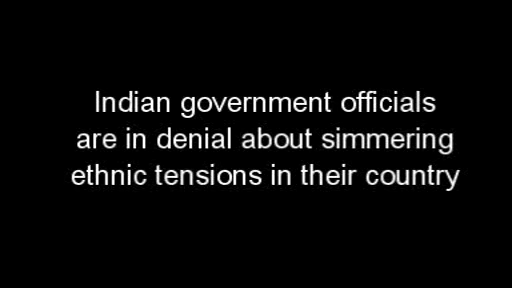 Indian government officials
are in denial about simmering
ethnic tensions in their country